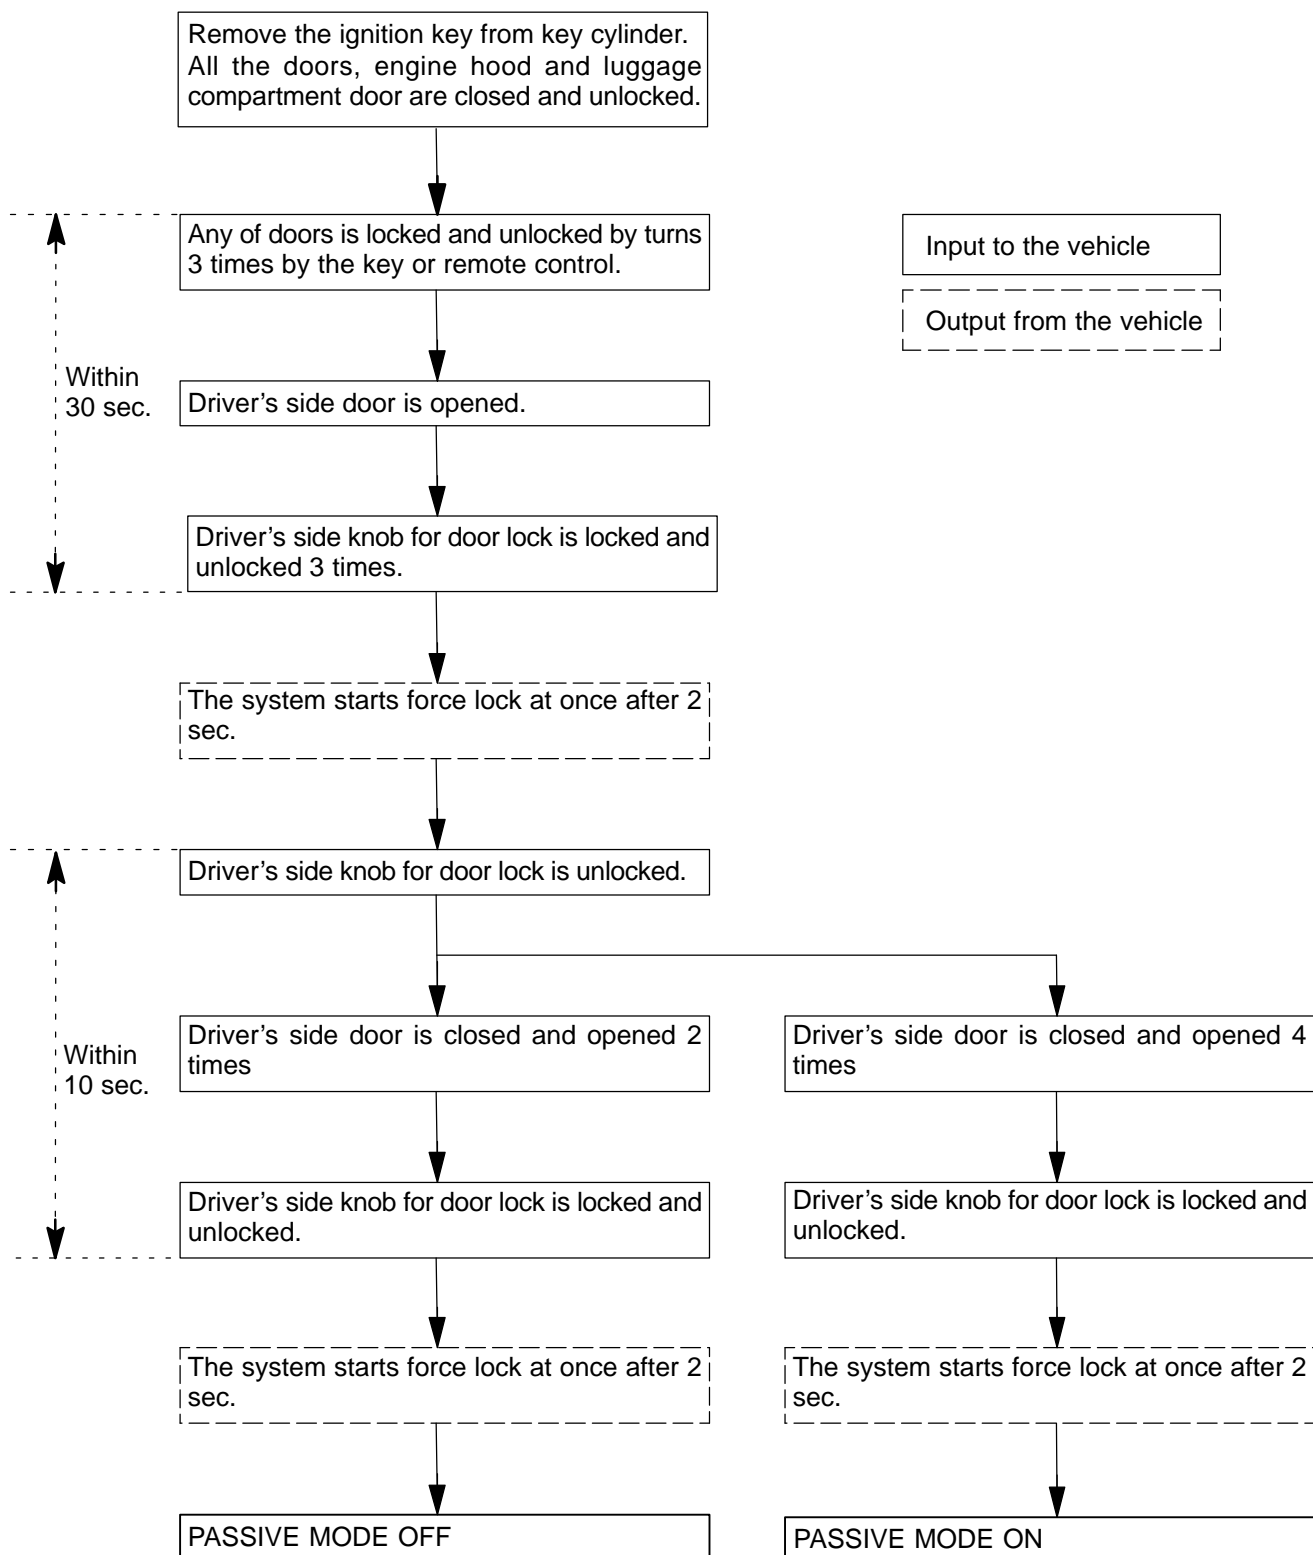 Remove the ignition key from key cylinder.
All the doors, engine hood and luggage
compartment door are closed and unlocked.
Any of doors is locked and unlocked by turns
3 times by the key or remote control.
Input to the vehicle
Output from the vehicle
Within
30 sec.
Driver's side door is opened.
Driver's side knob for door lock is locked and
unlocked 3 times.
The system starts force lock at once after 2
sec.
Driver's side knob for door lock is unlocked.
Within
10 sec.
Driver's side door is closed and opened 2
times
Driver's side door is closed and opened 4
times
Driver's side knob for door lock is locked and
unlocked.
Driver's side knob for door lock is locked and
unlocked.
The system starts force lock at once after 2
sec.
The system starts force lock at once after 2
sec.
PASSIVE MODE OFF
PASSIVE MODE ON